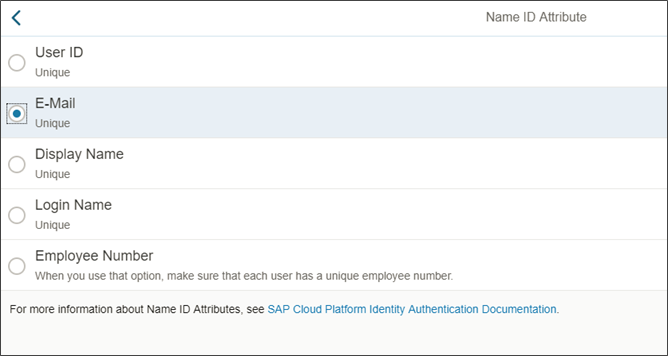 Name ID Attribute
User ID
Unique
E-Mail
Unique
Display Name
Unique
Login Name
Unique
Employee Number
When you use that option, make sure that each user has a unique employee number.
For more information about Name ID Attributes, see SAP Cloud Platform Identity Authentication Documentation.